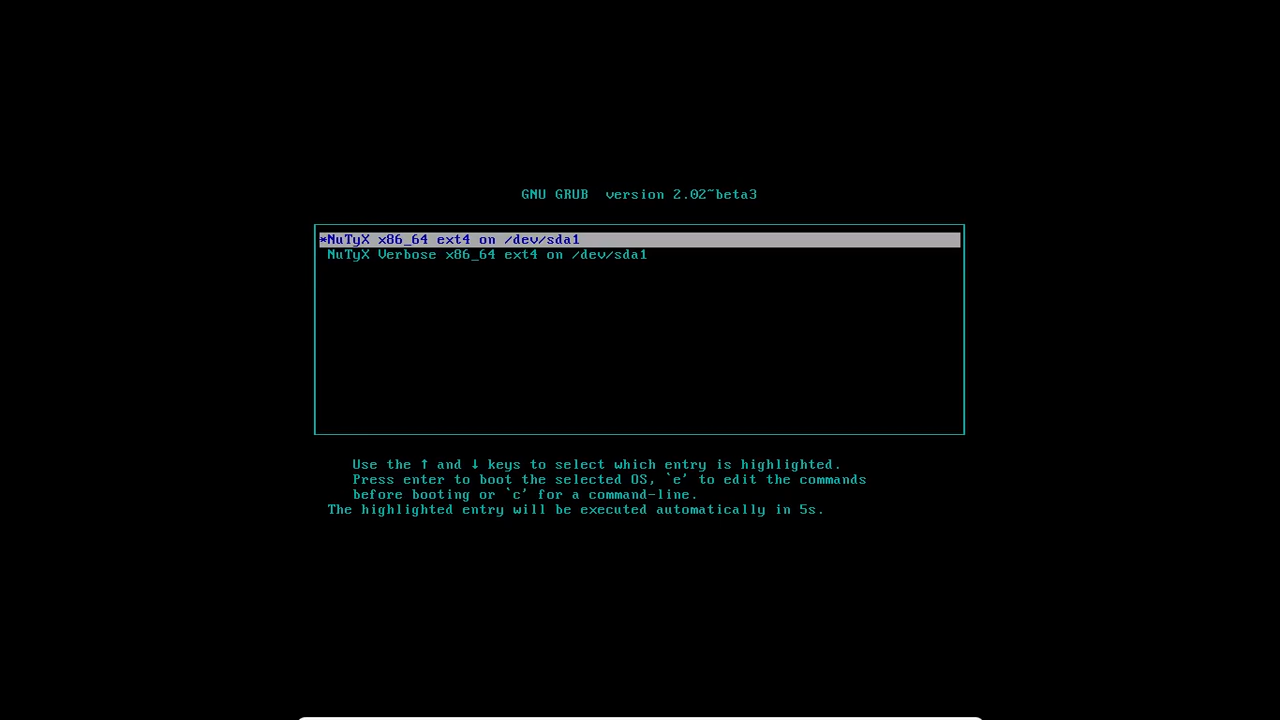 GNU GRUB  version 2.02~beta3
*NuTyX x86_64 ext4 on /dev/sda1
NuTyX Verbose x86_64 ext4 on /dev/sda1
Use the ↑ and ↓ keys to select which entry is highlighted.
Press enter to boot the selected OS, `e' to edit the commands
before booting or `c' for a command-line.
The highlighted entry will be executed automatically in 5s.